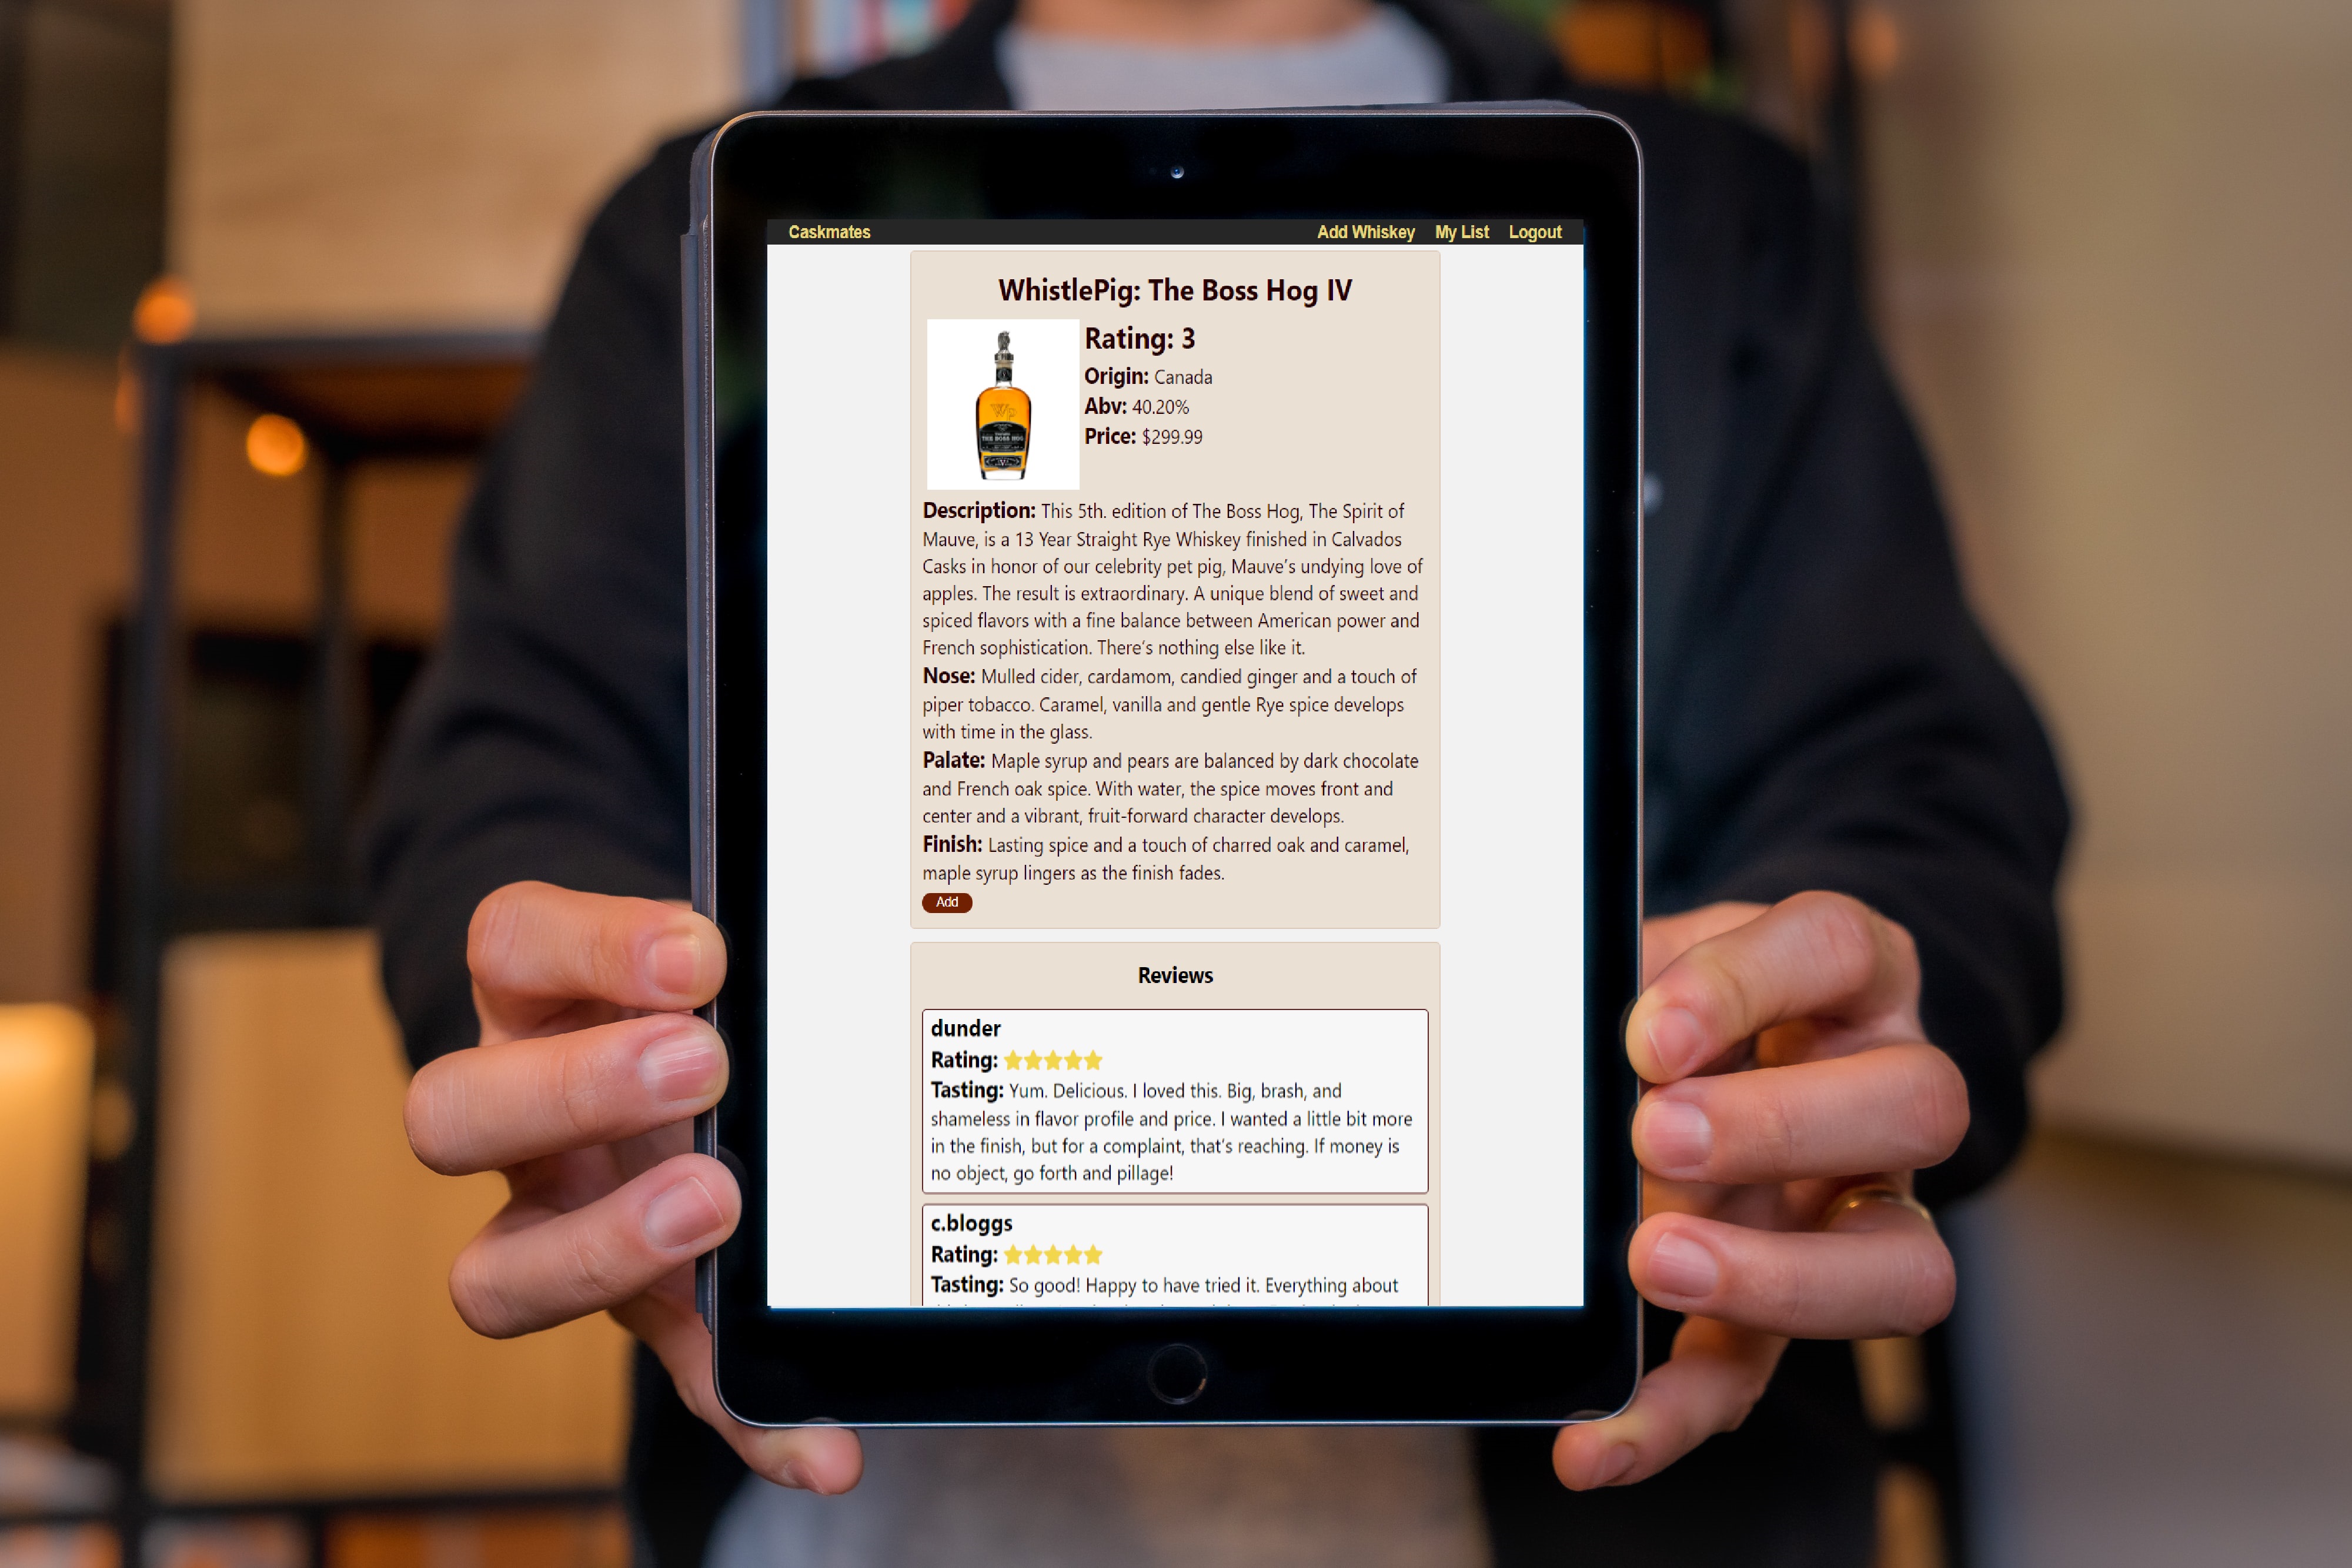 Caskmates Add Whiskey My List Logout
WhistlePig: The Boss Hog IV
Wp
THE BOSS HOG
Rating: 3
Origin: Canada
Abv: 40.20%
Price: $299.99
Description: This 5th. edition of The Boss Hog, The Spirit of
Mauve, is a 13 Year Straight Rye Whiskey finished in Calvados
Casks in honor of our celebrity pet pig, Mauve’s undying love of
apples. The result is extraordinary. A unique blend of sweet and
spiced flavors with a fine balance between American power and
French sophistication. There’s nothing else like it.
Nose: Mulled cider, cardamom, candied ginger and a touch of
piper tobacco. Caramel, vanilla and gentle Rye spice develops
with time in the glass.
Palate: Maple syrup and pears are balanced by dark chocolate
and French oak spice. With water, the spice moves front and
center and a vibrant, fruit-forward character develops.
Finish: Lasting spice and a touch of charred oak and caramel,
maple syrup lingers as the finish fades.
Add
Reviews
dunder
Rating:
Tasting: Yum. Delicious. I loved this. Big, brash, and
shameless in flavor profile and price. I wanted a little bit more
in the finish, but for a complaint, that’s reaching. If money is
no object, go forth and pillage!
c.bloggs
Rating:
Tasting: So good! Happy to have tried it. Everything about